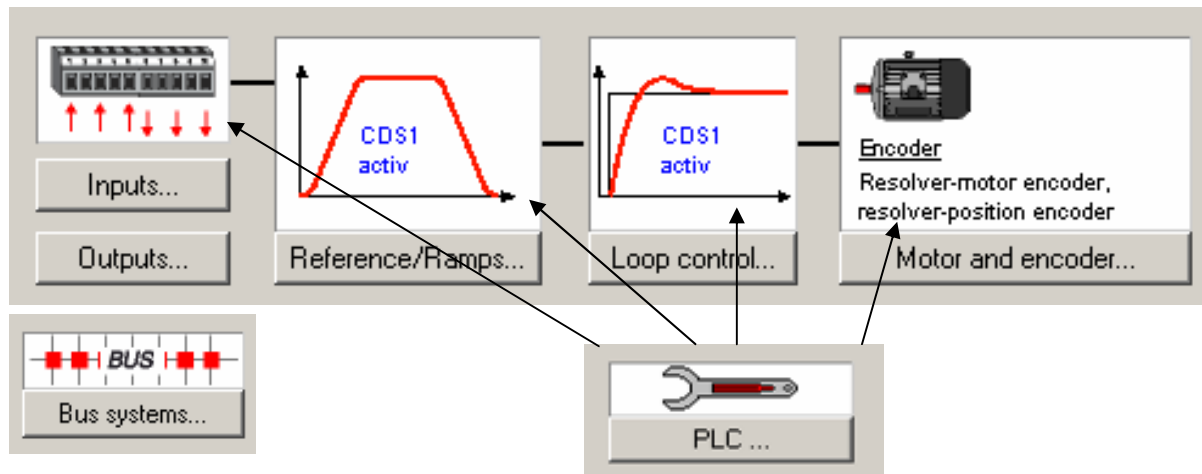 Inputs...
Outputs...
CDS1
activ
Reference/Ramps...
CDS1
activ
Loop control...
Encoder
Resolver-motor encoder,
resolver-position encoder
Motor and encoder...
BUS
Bus systems...
PLC ...